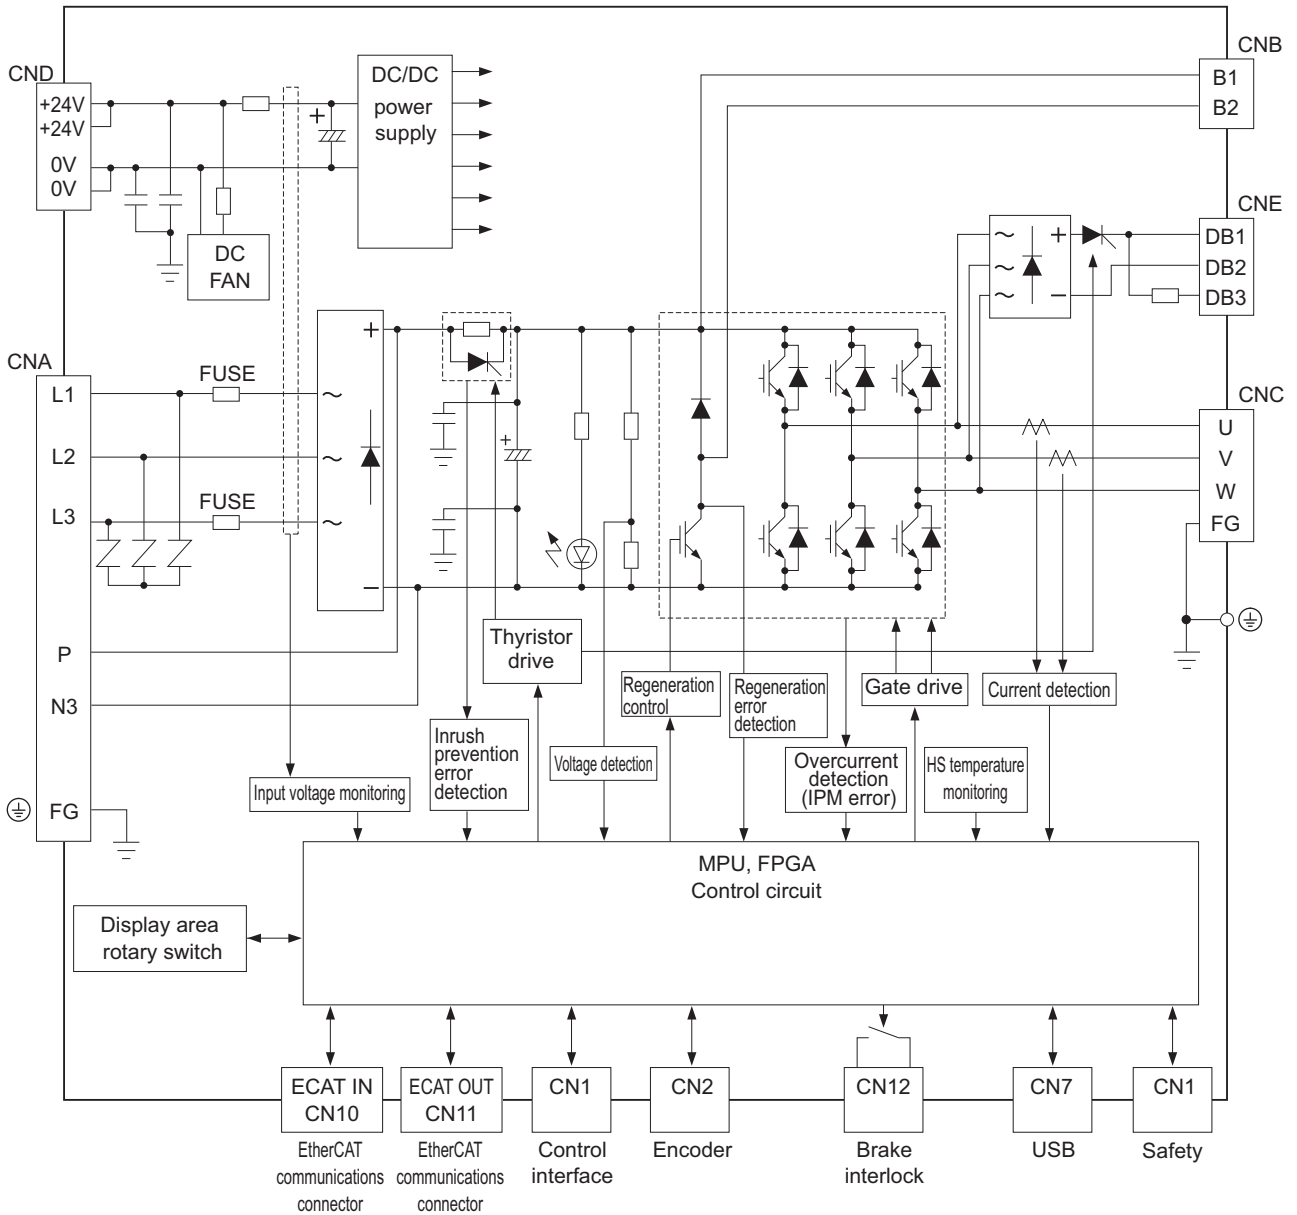 CND
+24V
+24V
0V
0V
DC/DC
power
supply
+
DC
FAN
CNB
B1
B2
CNE
DB1
DB2
DB3
~
~
~
+
−
CNA
L1
L2
L3
FUSE
FUSE
~
~
~
+
−
+
CNC
U
V
W
FG
P
N3
FG
Thyristor
drive
Regeneration
control
Regeneration
error
detection
Gate drive
Current detection
Inrush
prevention
error
detection
Voltage detection
Overcurrent
detection
(IPM error)
HS temperature
monitoring
Input voltage monitoring
MPU, FPGA
Control circuit
Display area
rotary switch
ECAT IN
CN10
ECAT OUT
CN11
CN1
CN2
CN12
CN7
CN1
EtherCAT
communications
connector
EtherCAT
communications
connector
Control
interface
Encoder
Brake
interlock
USB
Safety